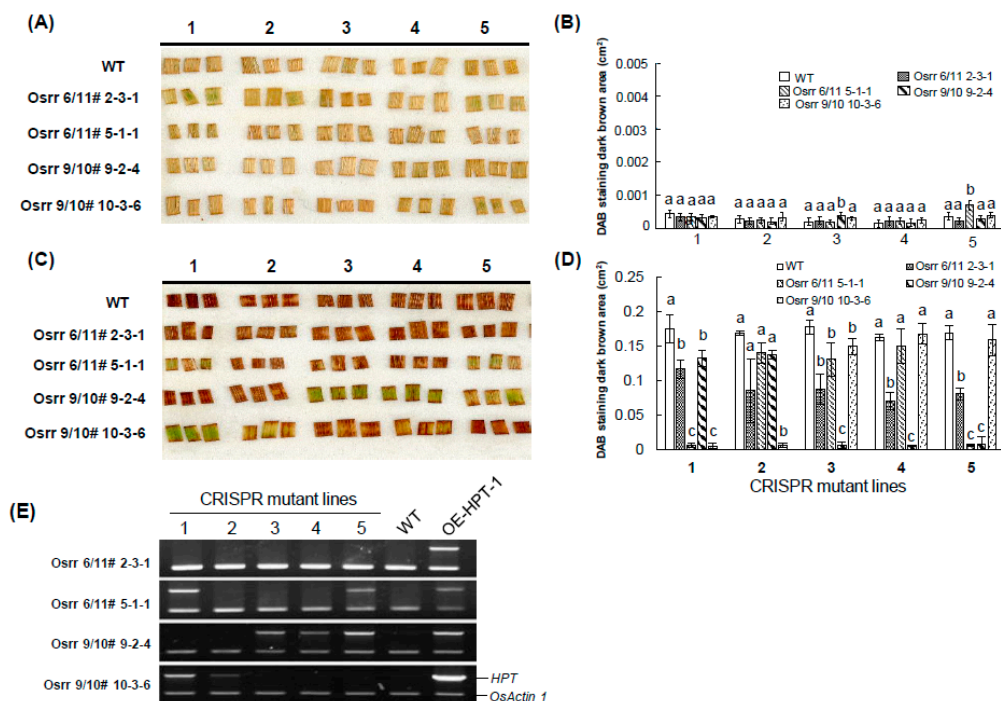 (A)
1 2 3 4 5
WT
Osrr 6/11# 2-3-1
Osrr 6/11# 5-1-1
Osrr 9/10# 9-2-4
Osrr 9/10# 10-3-6
(B)
DAB staining dark brown area (cm²)
0.005
0.004
0.003
0.002
0.001
0
WT
Osrr 6/11 2-3-1
Osrr 6/11 5-1-1
Osrr 9/10 9-2-4
Osrr 9/10 10-3-6
a a a a a
a a a a a
a a a b a
a a a a a
a a b a a
1 2 3 4 5
(C)
1 2 3 4 5
WT
Osrr 6/11# 2-3-1
Osrr 6/11# 5-1-1
Osrr 9/10# 9-2-4
Osrr 9/10# 10-3-6
(D)
DAB staining dark brown area (cm²)
0.25
0.2
0.15
0.1
0.05
0
WT
Osrr 6/11 2-3-1
Osrr 6/11 5-1-1
Osrr 9/10 9-2-4
Osrr 9/10 10-3-6
a b c b c
a a a a b
a b b c b
a b a c a
a b c c a
1 2 3 4 5
CRISPR mutant lines
(E)
CRISPR mutant lines
1 2 3 4 5 WT OE-HPT-1
Osrr 6/11# 2-3-1
Osrr 6/11# 5-1-1
Osrr 9/10# 9-2-4
Osrr 9/10# 10-3-6
HPT
OsActin 1